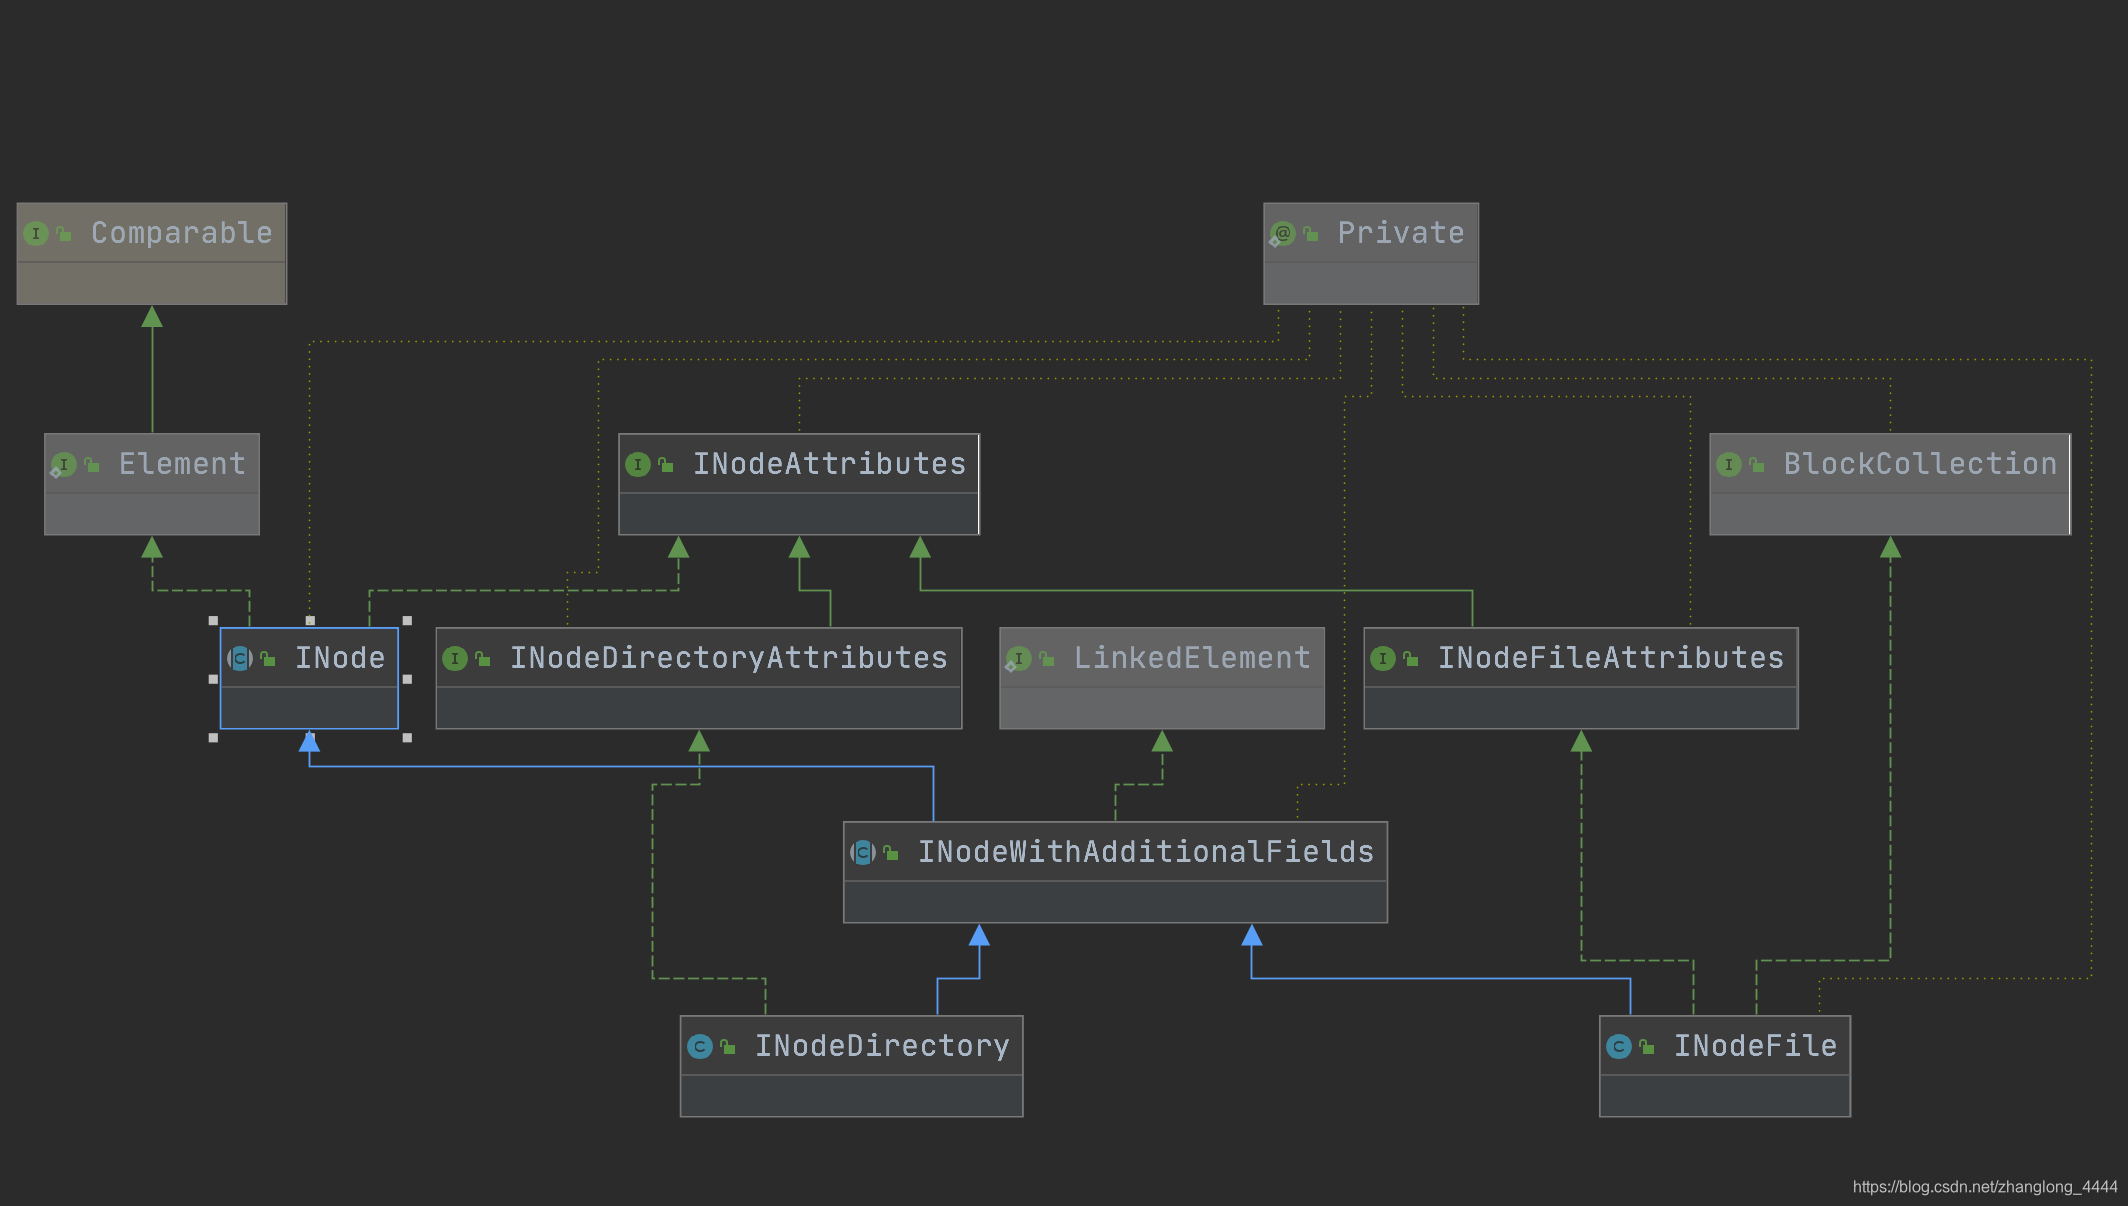 Comparable
Private
Element
INodeAttributes
BlockCollection
INode
INodeDirectoryAttributes
LinkedElement
INodeFileAttributes
INodeWithAdditionalFields
INodeDirectory
INodeFile
https://blog.csdn.net/zhanglong_4444